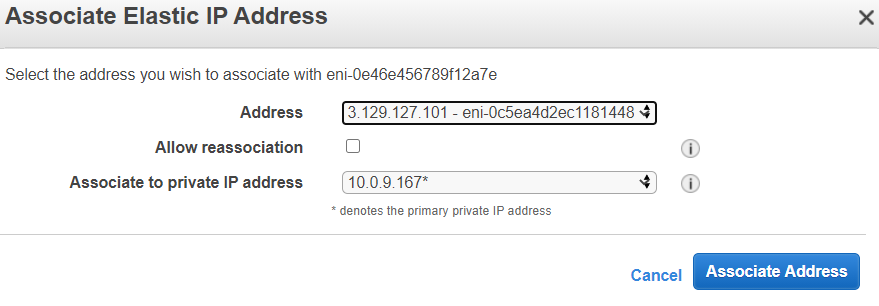 Associate Elastic IP Address
Select the address you wish to associate with eni-0e46e456789f12a7e
Address 3.129.127.101 - eni-0c5ea4d2ec1181448
Allow reassociation
Associate to private IP address 10.0.9.167*
* denotes the primary private IP address
Cancel Associate Address